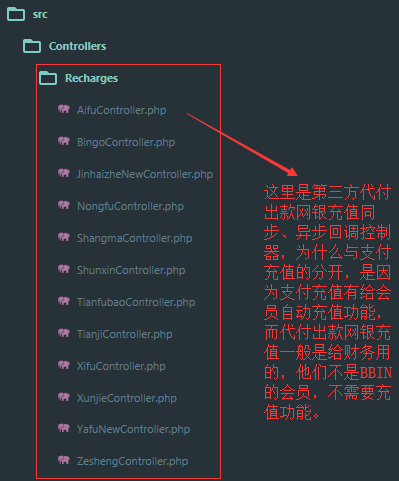 src
Controllers
Recharges
AifuController.php
BingoController.php
JinhaizheNewController.php
NongfuController.php
ShangmaController.php
ShunxinController.php
TianfubaoController.php
TianjiController.php
XifuController.php
XunjieController.php
YafuNewController.php
ZeshengController.php
这里是第三方代付
出款网银充值同
步、异步回调控制
器，为什么与支付
充值的分开，是因
为支付充值有给会
员自动充值功能，
而代付出款网银充
值一般是给财务用
的，他们不是BBIN
的会员，不需要充
值功能。